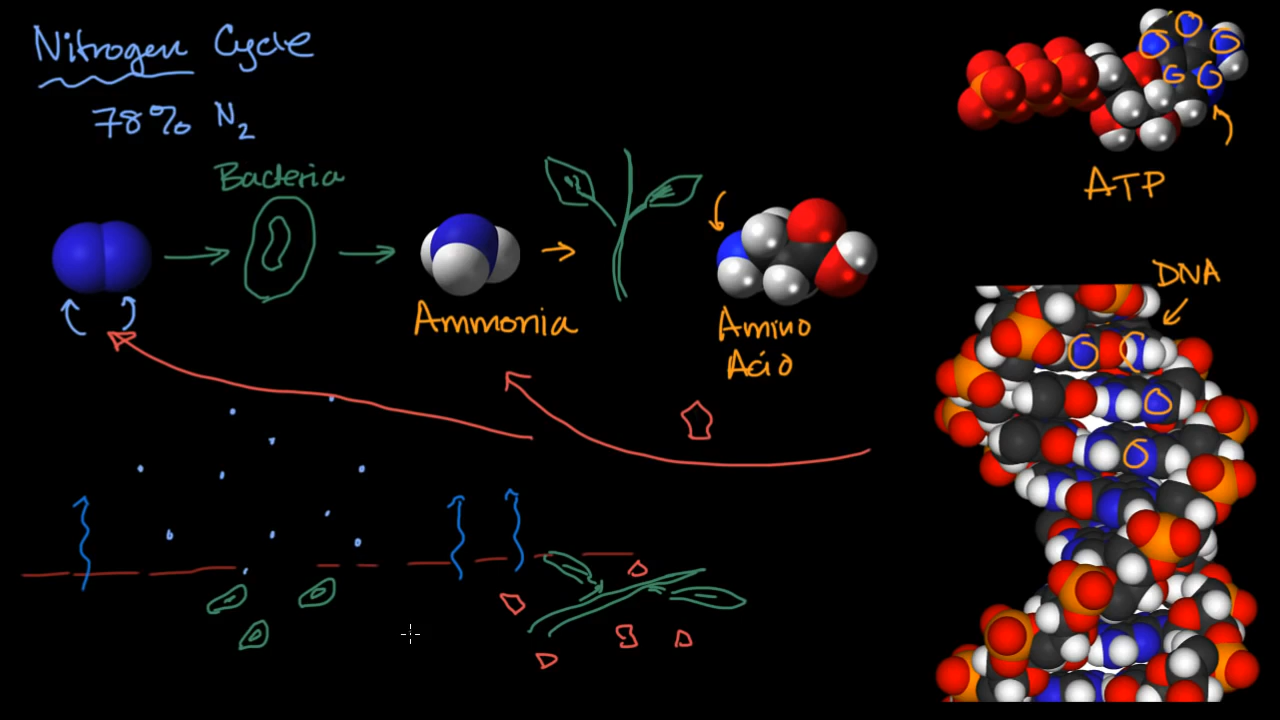 Nitrogen Cycle
78% N₂
Bacteria
Ammonia
Amino
Acid
ATP
DNA